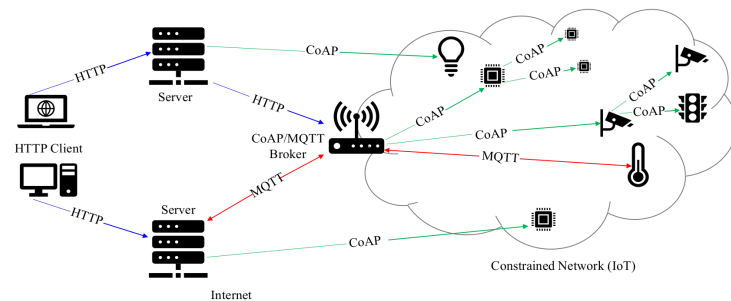 HTTP
CoAP
CoAP
CoAP
Server
HTTP
CoAP
CoAP
HTTP Client
CoAP/MQTT
Broker
CoAP
MQTT
HTTP
Server
MQTT
CoAP
Constrained Network (IoT)
Internet